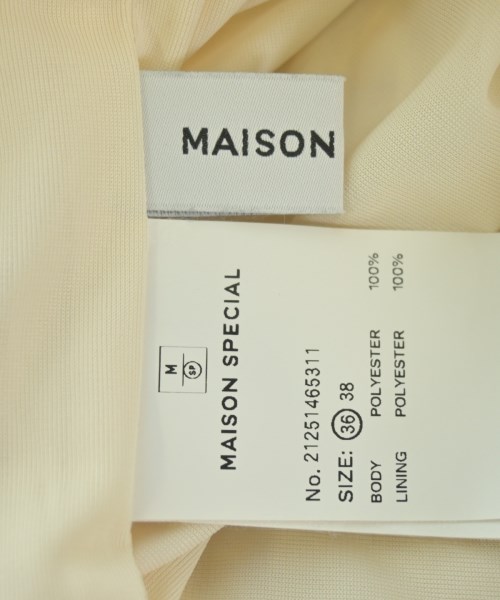 MAISON
M
SP
MAISON SPECIAL
No. 21251465311
SIZE: 36 38
BODY POLYESTER 100%
LINING POLYESTER 100%